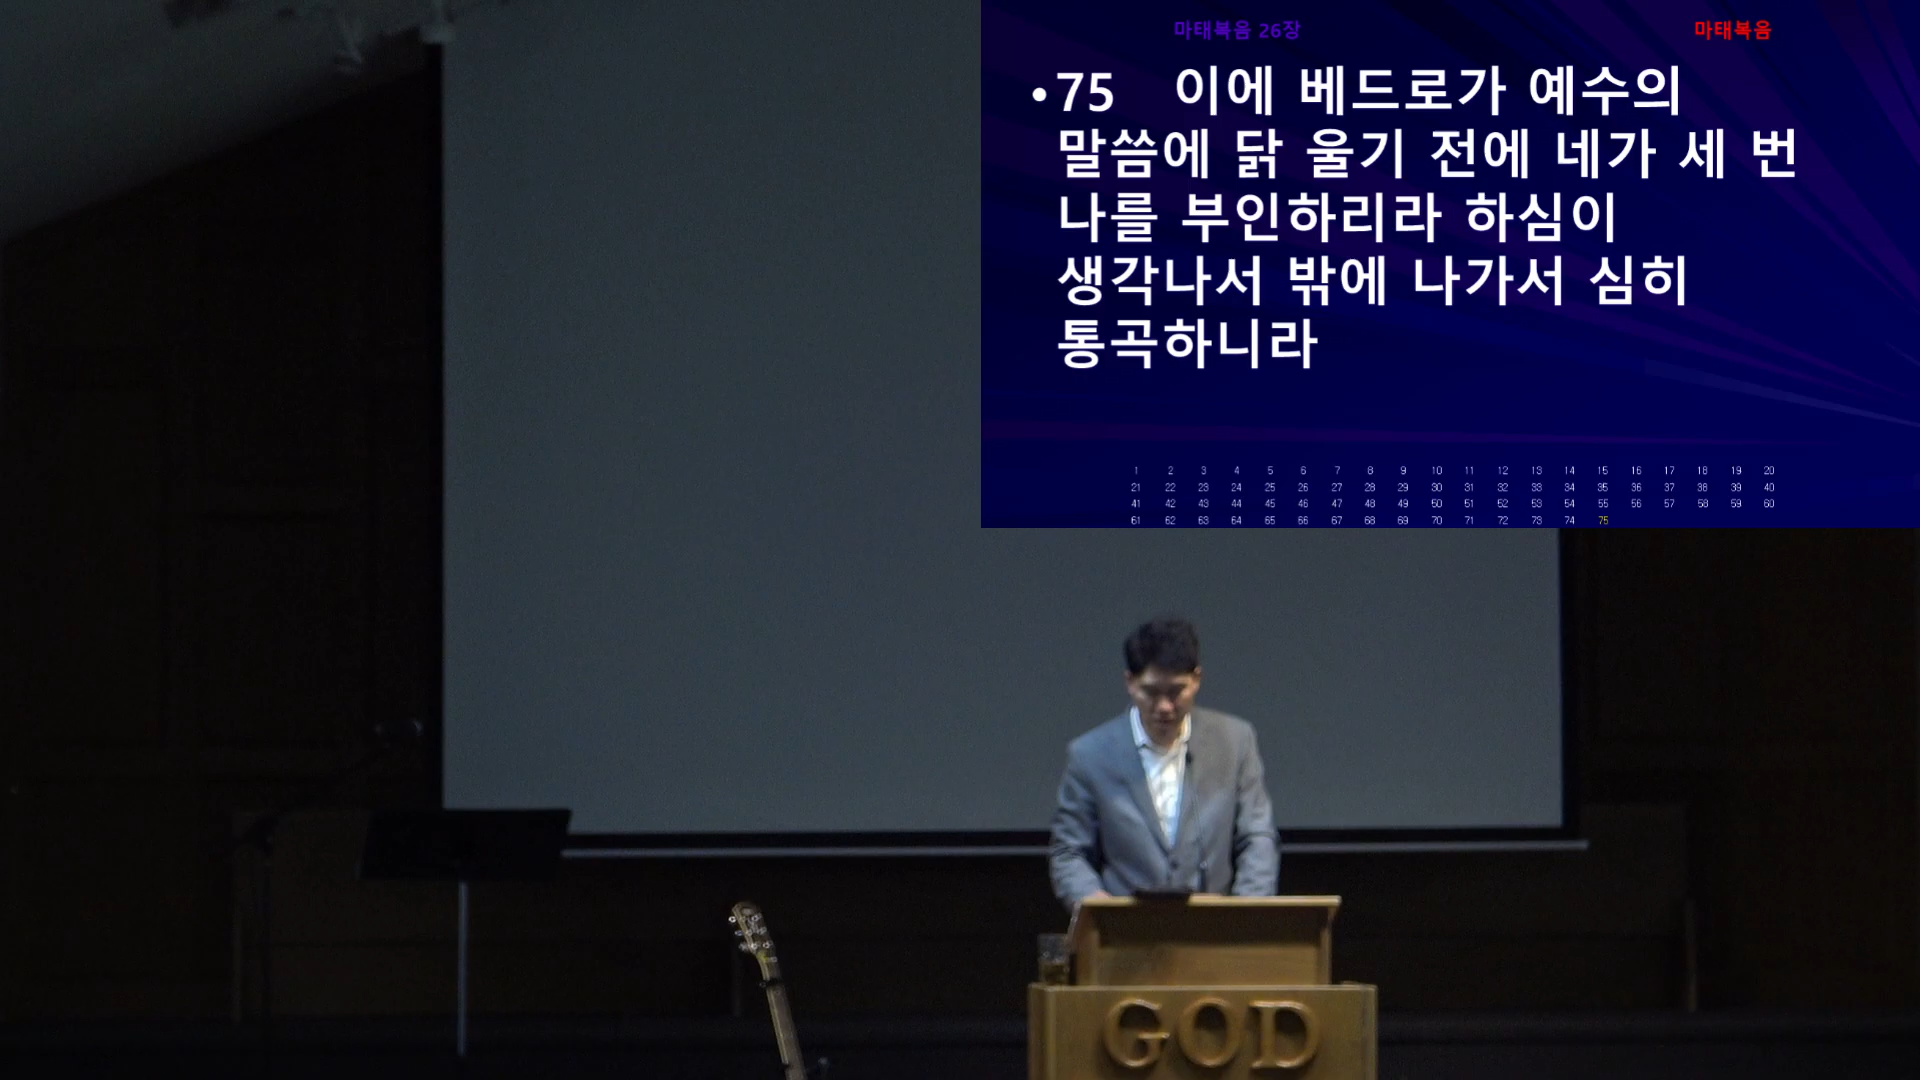 마태복음 26장 마태복음
•75 이에 베드로가 예수의
말씀에 닭 울기 전에 네가 세 번
나를 부인하리라 하심이
생각나서 밖에 나가서 심히
통곡하니라
1 2 3 4 5 6 7 8 9 10 11 12 13 14 15 16 17 18 19 20
21 22 23 24 25 26 27 28 29 30 31 32 33 34 35 36 37 38 39 40
41 42 43 44 45 46 47 48 49 50 51 52 53 54 55 56 57 58 59 60
61 62 63 64 65 66 67 68 69 70 71 72 73 74 75
GOD